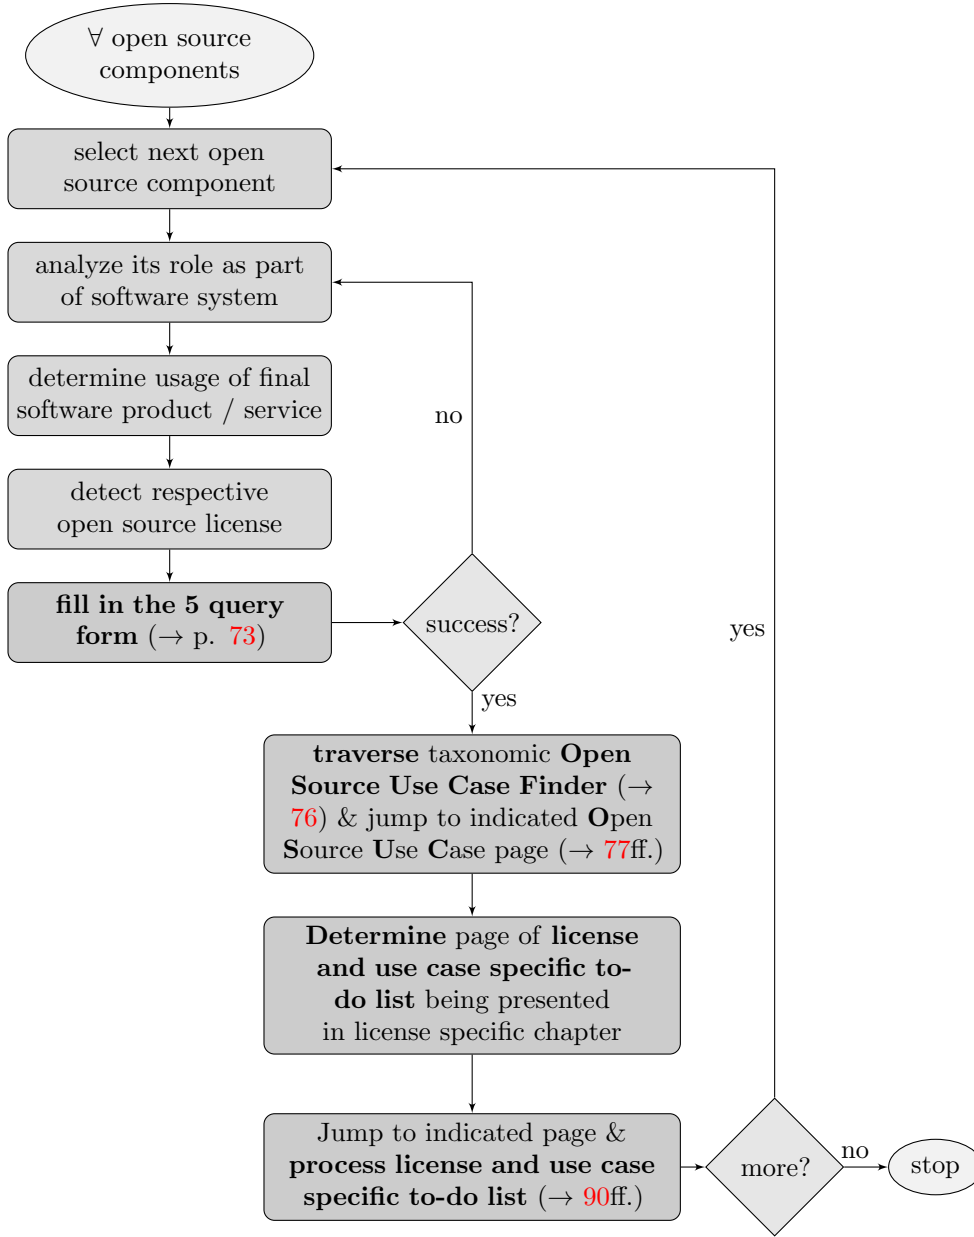 ∀ open source
components
select next open
source component
analyze its role as part
of software system
determine usage of final
software product / service
no
detect respective
open source license
fill in the 5 query
form (→ p. 73)
success?
yes
yes
traverse taxonomic Open
Source Use Case Finder (→
76) & jump to indicated Open
Source Use Case page (→ 77ff.)
Determine page of license
and use case specific to-
do list being presented
in license specific chapter
Jump to indicated page &
process license and use case
specific to-do list (→ 90ff.)
more?
no
stop